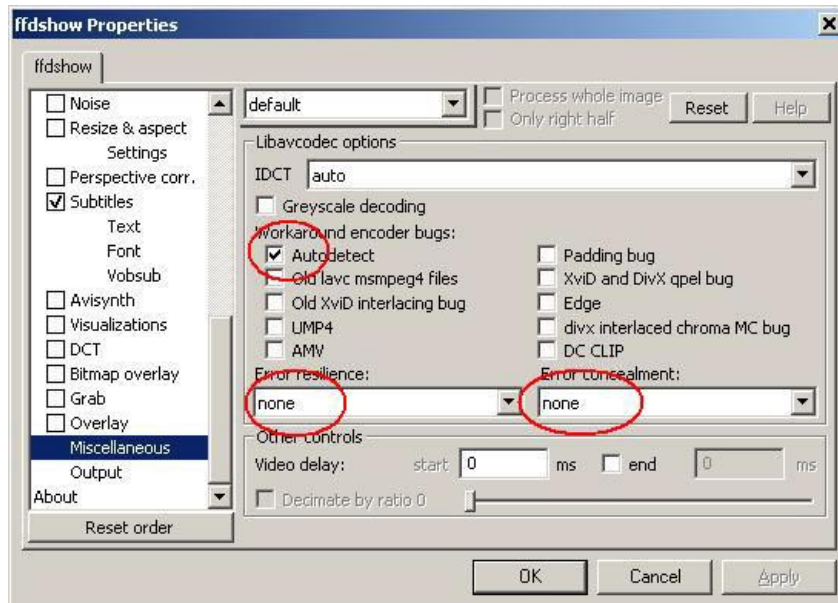 ffdshow Properties
ffdshow
Noise
Resize & aspect
Settings
Perspective corr.
Subtitles
Text
Font
Vobsub
Avisynth
Visualizations
DCT
Bitmap overlay
Grab
Overlay
Miscellaneous
Output
About
Reset order
default
Process whole image
Only right half
Reset
Help
Libavcodec options
IDCT auto
Greyscale decoding
Workaround encoder bugs:
Autodetect
Padding bug
Old lavc msmpeg4 files
XviD and DivX qpel bug
Old XviD interlacing bug
Edge
UMP4
divx interlaced chroma MC bug
AMV
DC CLIP
Error resilience:
Error concealment:
none
none
Other controls
Video delay: start 0 ms end 0 ms
Decimate by ratio 0
OK
Cancel
Apply